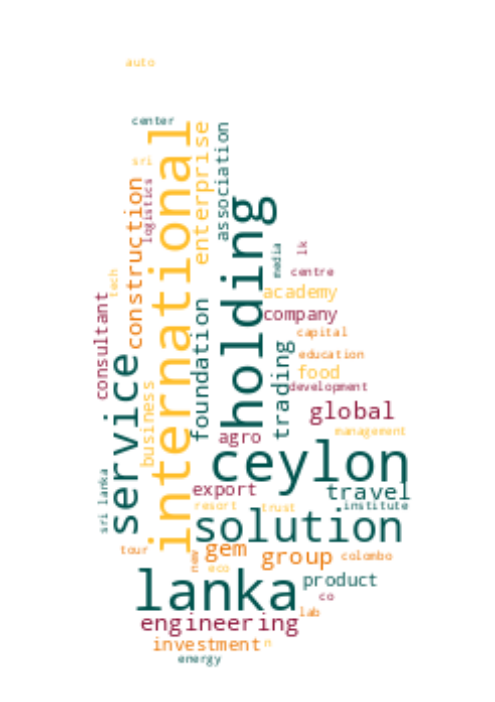 auto
center
international
enterprise
association
sri
construction
logistics
holding
media
lk
centre
tech
academy
consultant
foundation
company
capital
trading
service
education
food
business
development
global
agro
management
ceylon
sri lanka
export
travel
resort
trust
institute
solution
tour
new
gem
group
colombo
eco
lanka
product
co
lab
engineering
investment
n
energy